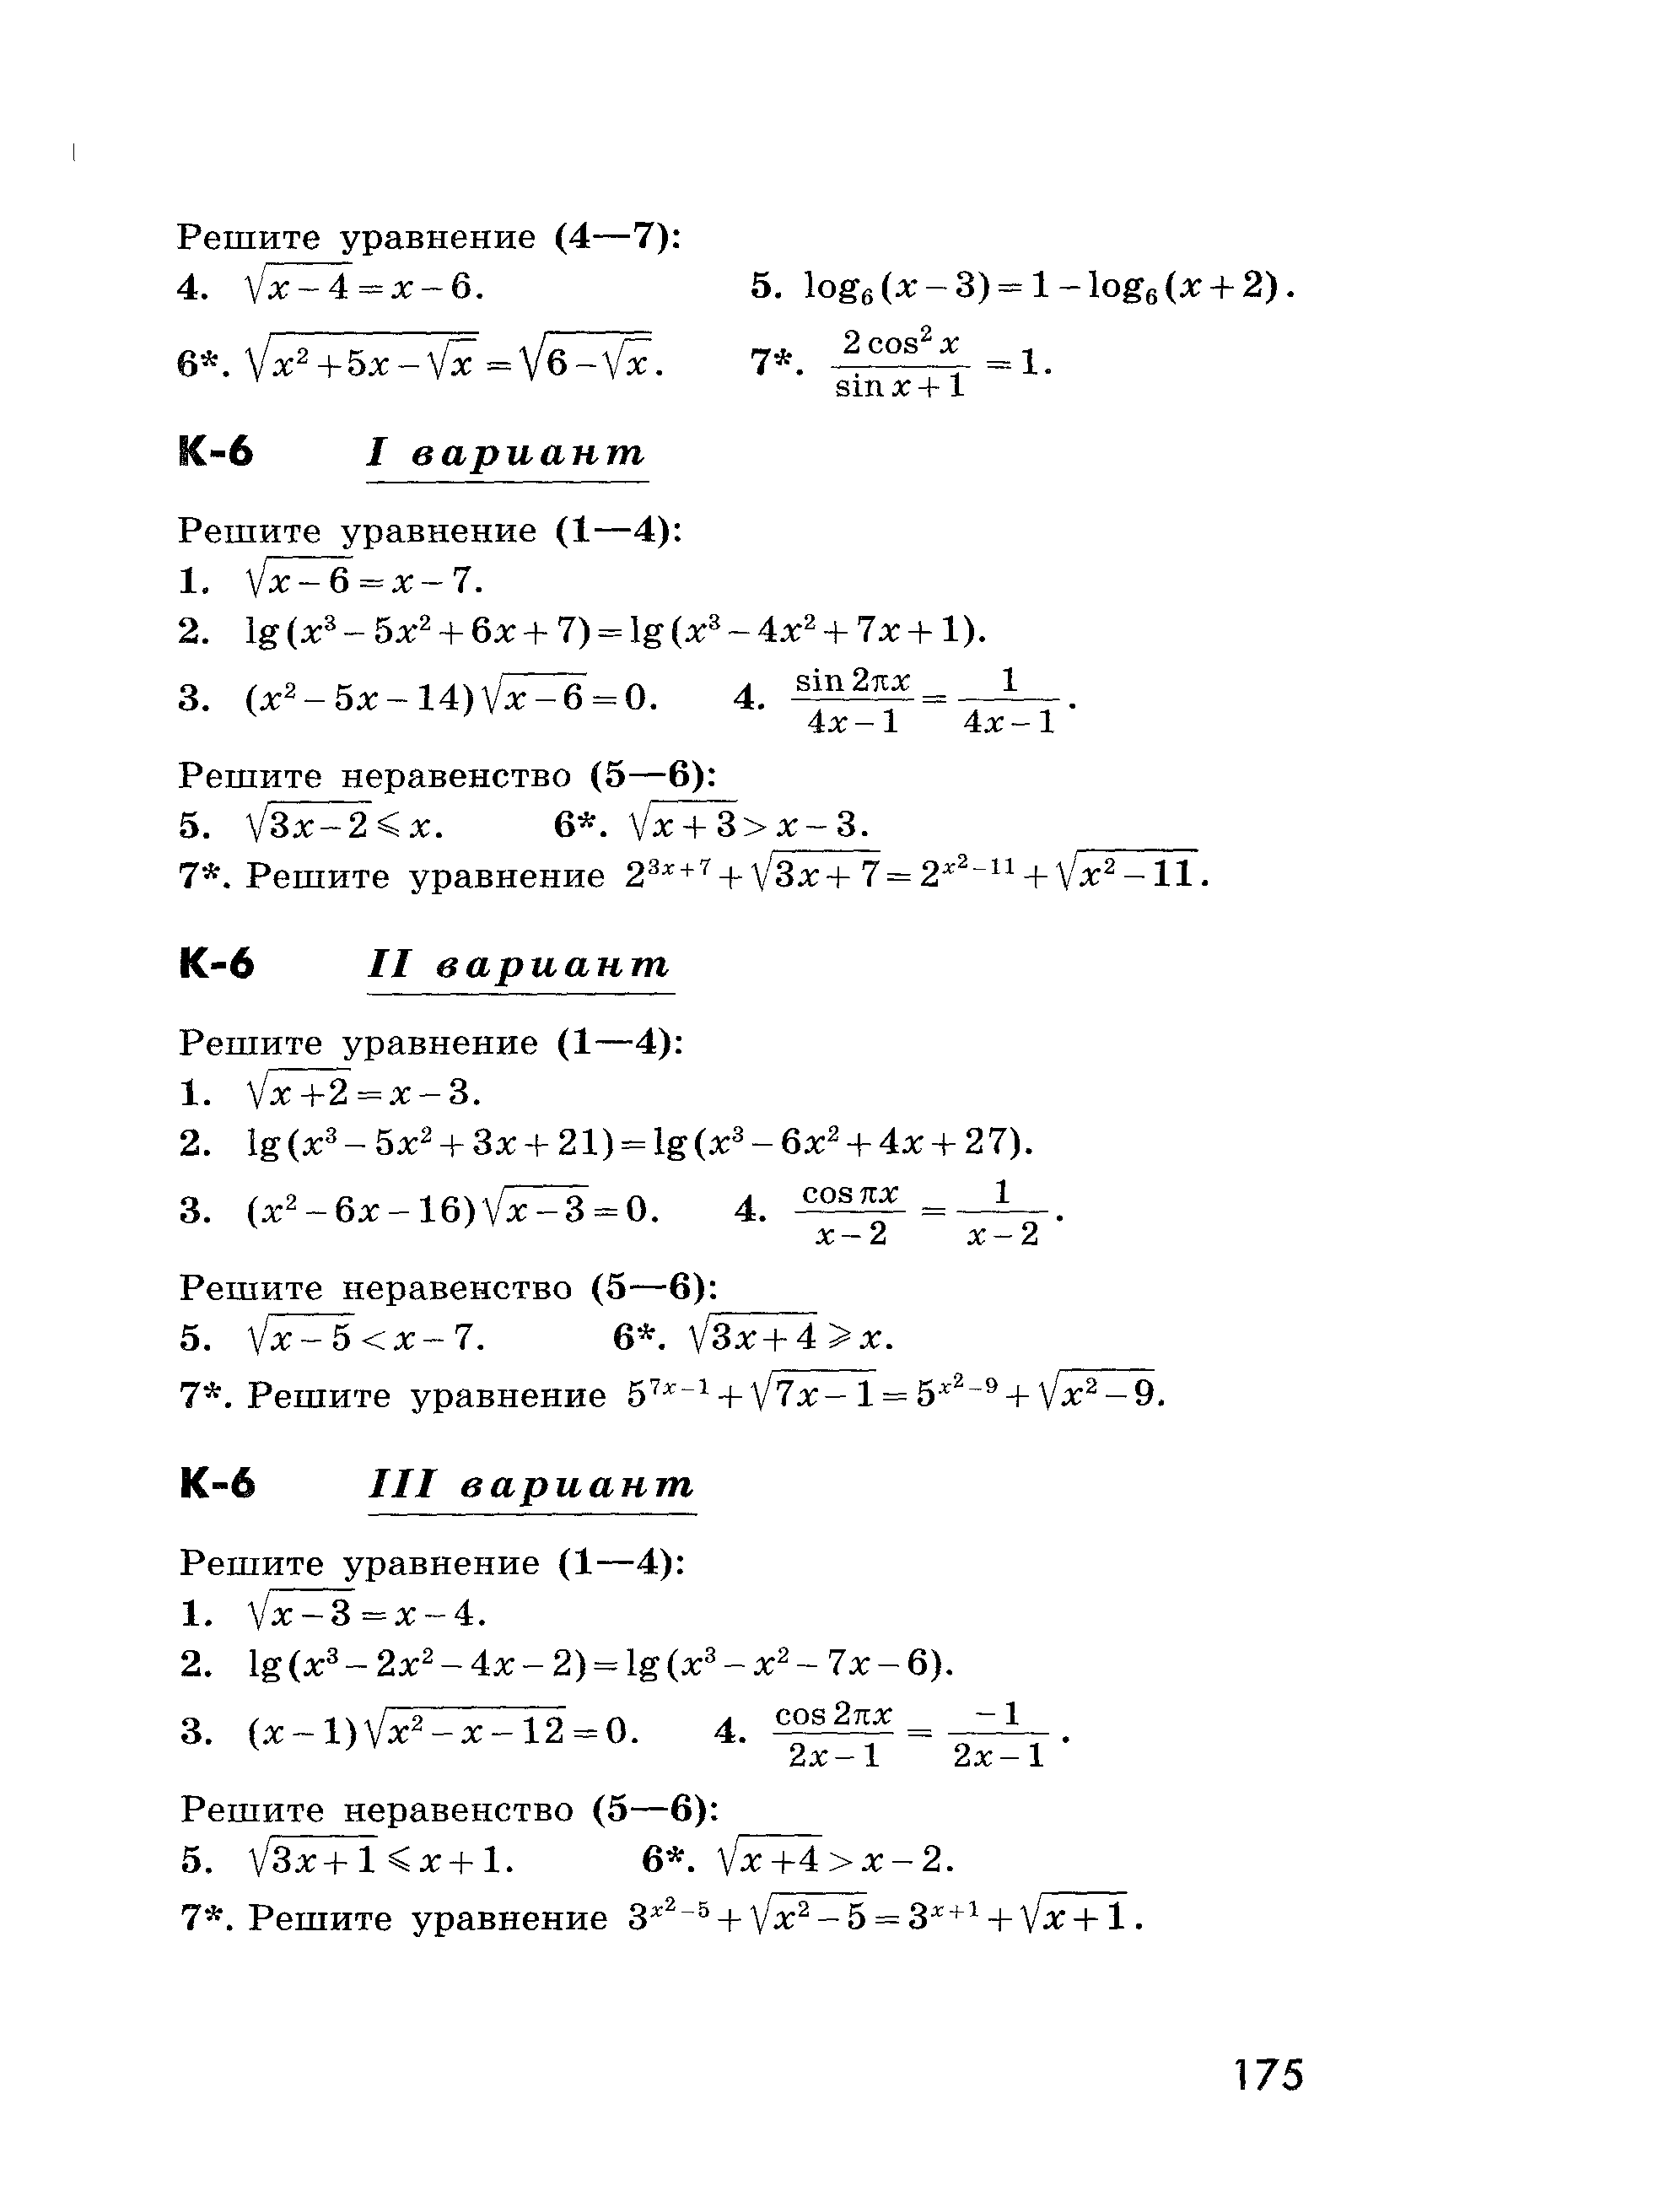 Решите уравнение (4—7):
4. √(x − 4) = x − 6. 5. log₆(x − 3) = 1 − log₆(x + 2).
6*. √(x² + 5x − √x) = √(6 − √x). 7*. (2 cos² x)/(sin x + 1) = 1.
К-6 I вариант
Решите уравнение (1—4):
1. √(x − 6) = x − 7.
2. lg(x³ − 5x² + 6x + 7) = lg(x³ − 4x² + 7x + 1).
3. (x² − 5x − 14)√(x − 6) = 0. 4. (sin 2πx)/(4x − 1) = 1/(4x − 1).
Решите неравенство (5—6):
5. √(3x − 2) ⩽ x. 6*. √(x + 3) > x − 3.
7*. Решите уравнение 2^(3x+7) + √(3x + 7) = 2^(x²−11) + √(x² − 11).
К-6 II вариант
Решите уравнение (1—4):
1. √(x + 2) = x − 3.
2. lg(x³ − 5x² + 3x + 21) = lg(x³ − 6x² + 4x + 27).
3. (x² − 6x − 16)√(x − 3) = 0. 4. (cos πx)/(x − 2) = 1/(x − 2).
Решите неравенство (5—6):
5. √(x − 5) < x − 7. 6*. √(3x + 4) ⩾ x.
7*. Решите уравнение 5^(7x−1) + √(7x − 1) = 5^(x²−9) + √(x² − 9).
К-6 III вариант
Решите уравнение (1—4):
1. √(x − 3) = x − 4.
2. lg(x³ − 2x² − 4x − 2) = lg(x³ − x² − 7x − 6).
3. (x − 1)√(x² − x − 12) = 0. 4. (cos 2πx)/(2x − 1) = −1/(2x − 1).
Решите неравенство (5—6):
5. √(3x + 1) ⩽ x + 1. 6*. √(x + 4) > x − 2.
7*. Решите уравнение 3^(x²−5) + √(x² − 5) = 3^(x+1) + √(x + 1).
175